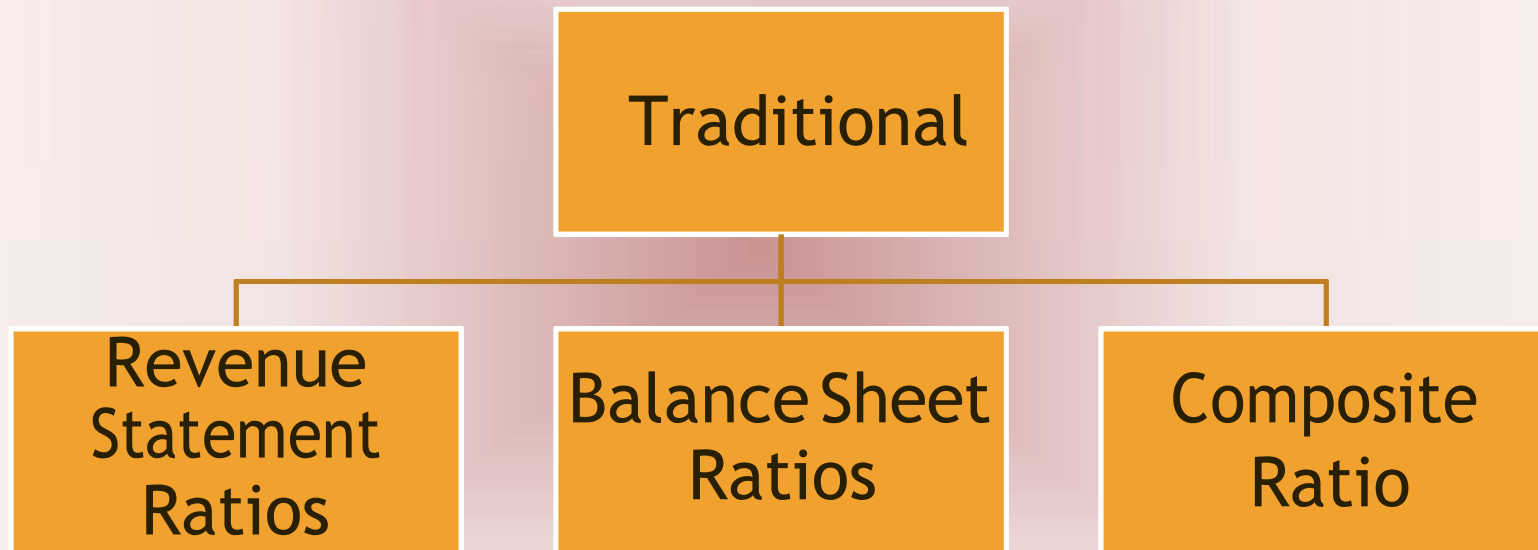 Traditional
Revenue
Statement
Ratios
Balance Sheet
Ratios
Composite
Ratio